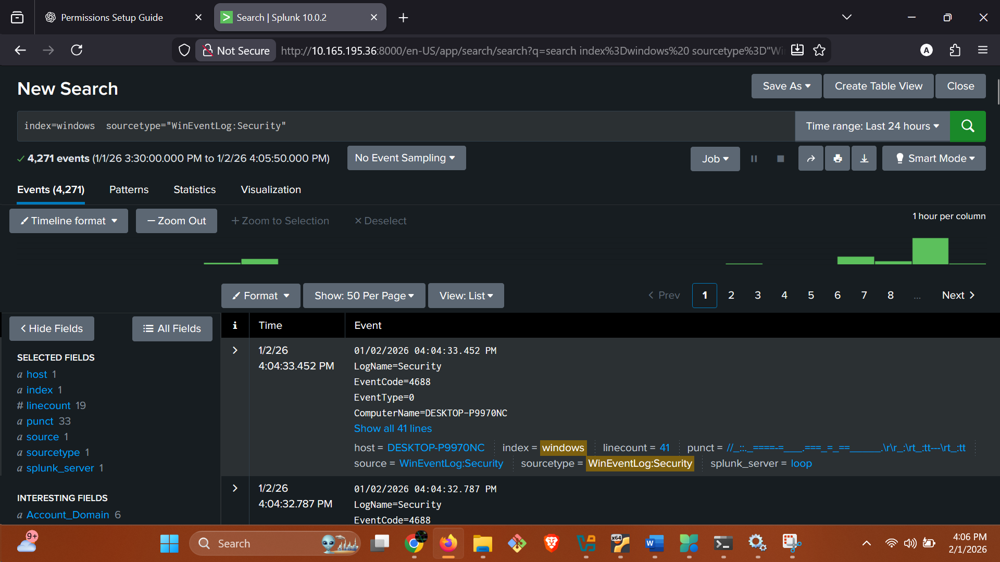 Permissions Setup Guide
Search | Splunk 10.0.2
Not Secure
http://10.165.195.36:8000/en-US/app/search/search?q=search index%3Dwindows%20 sourcetype%3D"Wi
A
New Search
Save As
Create Table View
Close
index=windows  sourcetype="WinEventLog:Security"
Time range: Last 24 hours
4,271 events (1/1/26 3:30:00.000 PM to 1/2/26 4:05:50.000 PM)
No Event Sampling
Job
Smart Mode
Events (4,271)
Patterns
Statistics
Visualization
Timeline format
Zoom Out
Zoom to Selection
Deselect
1 hour per column
Format
Show: 50 Per Page
View: List
Prev
1
2
3
4
5
6
7
8
...
Next
Hide Fields
All Fields
i
Time
Event
SELECTED FIELDS
a host 1
a index 1
# linecount 19
a punct 33
a source 1
a sourcetype 1
a splunk_server 1
INTERESTING FIELDS
a Account_Domain 6
1/2/26
4:04:33.452 PM
01/02/2026 04:04:33.452 PM
LogName=Security
EventCode=4688
EventType=0
ComputerName=DESKTOP-P9970NC
Show all 41 lines
host = DESKTOP-P9970NC
index = windows
linecount = 41
punct = //_::._====-=____.===_=_==______.\r\r_:\rt_:tt---\rt_:tt
source = WinEventLog:Security
sourcetype = WinEventLog:Security
splunk_server = loop
1/2/26
4:04:32.787 PM
01/02/2026 04:04:32.787 PM
LogName=Security
EventCode=4688
9+
Search
x64
W
4:06 PM
2/1/2026